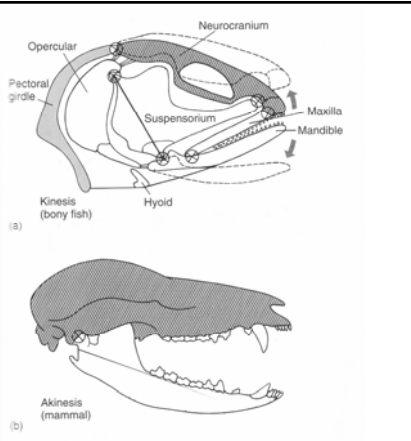 Neurocranium
Opercular
Pectoral
girdle
Suspensorium
Maxilla
Mandible
Hyoid
Kinesis
(bony fish)
(a)
Akinesis
(mammal)
(b)